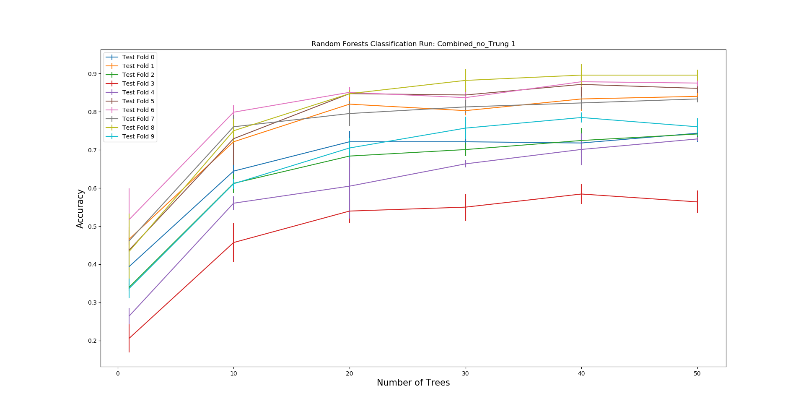 Random Forests Classification Run: Combined_no_Trung 1
Test Fold 0
Test Fold 1
Test Fold 2
Test Fold 3
Test Fold 4
Test Fold 5
Test Fold 6
Test Fold 7
Test Fold 8
Test Fold 9
0.9
0.8
0.7
0.6
0.5
0.4
0.3
0.2
Accuracy
0 10 20 30 40 50
Number of Trees